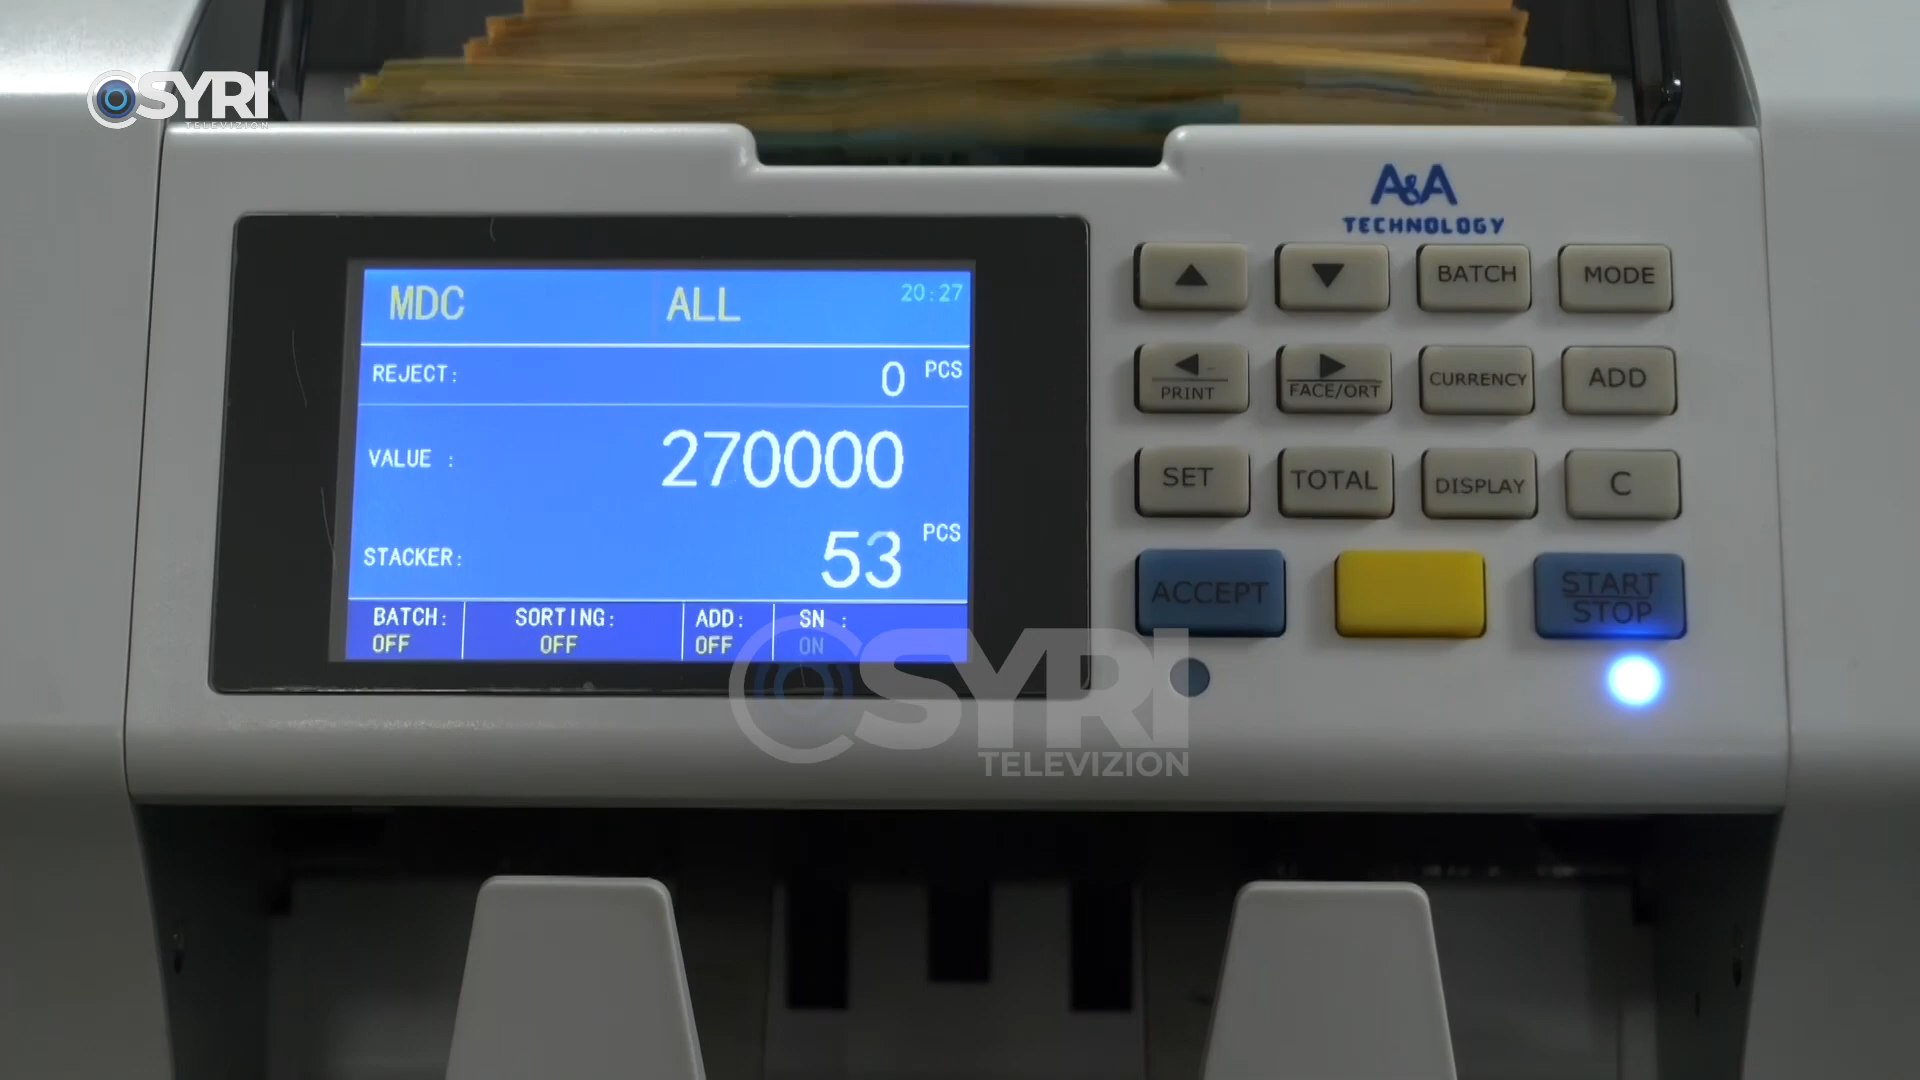 SYRI
TELEVIZION
A&A
TECHNOLOGY
MDC ALL 20:27
REJECT: 0 PCS
VALUE : 270000
STACKER: 53 PCS
BATCH: SORTING: ADD: SN :
OFF OFF OFF ON
BATCH MODE
PRINT FACE/ORT CURRENCY ADD
SET TOTAL DISPLAY C
ACCEPT START
STOP
SYRI
TELEVIZION